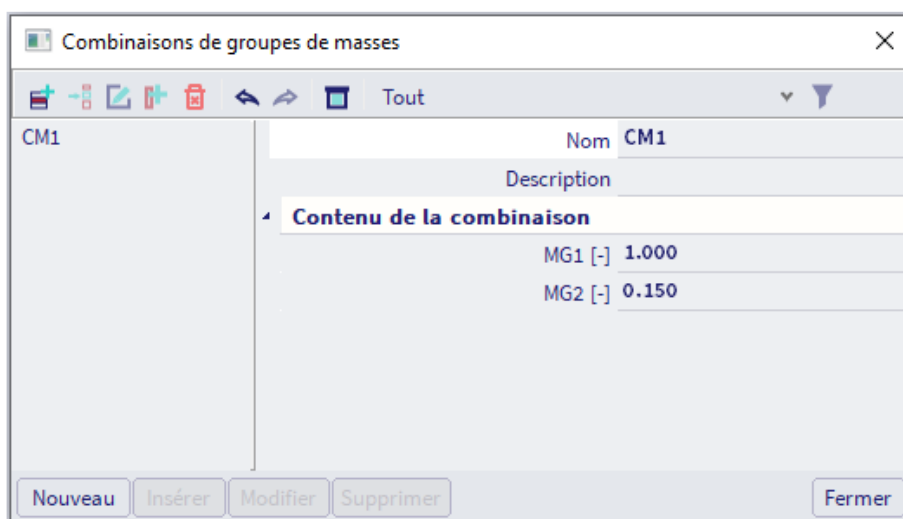 Combinaisons de groupes de masses
Tout
CM1
Nom CM1
Description
Contenu de la combinaison
MG1 [-] 1.000
MG2 [-] 0.150
Nouveau Insérer Modifier Supprimer Fermer